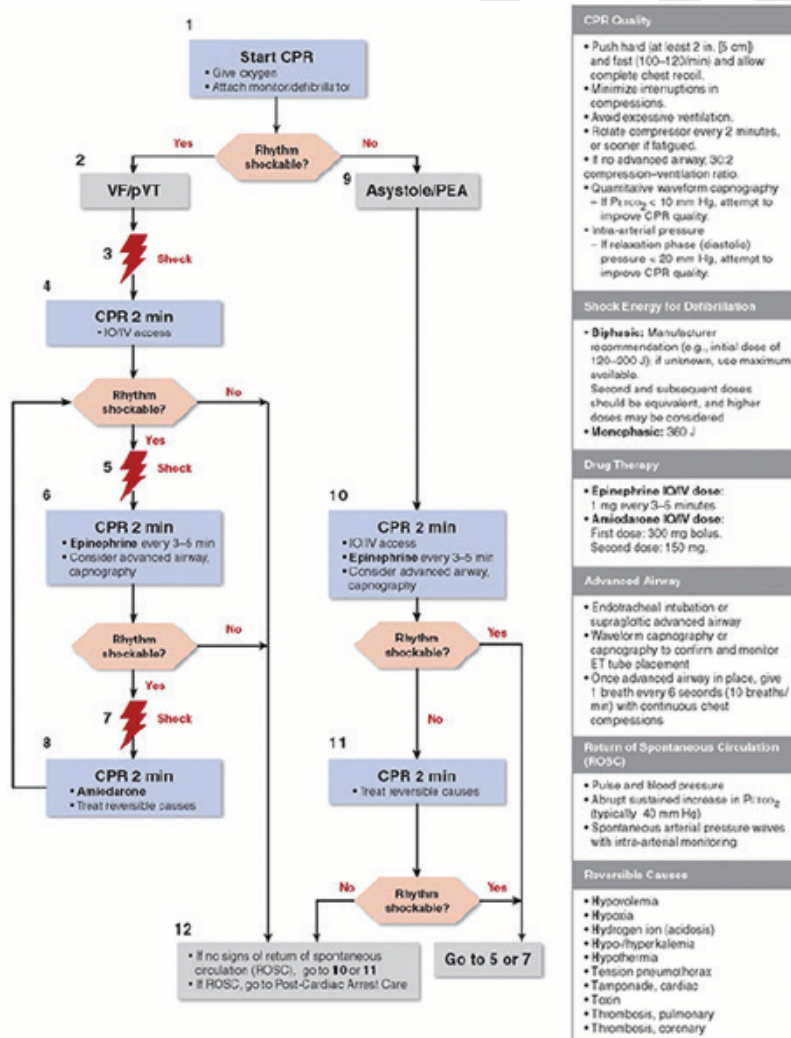 1
Start CPR
• Give oxygen
• Attach monitor/defibrillator
Rhythm
shockable?
Yes
No
2
VF/pVT
9
Asystole/PEA
3
Shock
4
CPR 2 min
• IO/IV access
Rhythm
shockable?
No
Yes
5
Shock
6
CPR 2 min
• Epinephrine every 3–5 min
• Consider advanced airway,
capnography
Rhythm
shockable?
No
Yes
7
Shock
8
CPR 2 min
• Amiodarone
• Treat reversible causes
10
CPR 2 min
• IO/IV access
• Epinephrine every 3–5 min
• Consider advanced airway,
capnography
Rhythm
shockable?
Yes
No
11
CPR 2 min
• Treat reversible causes
No
Rhythm
shockable?
Yes
12
• If no signs of return of spontaneous
circulation (ROSC), go to 10 or 11
• If ROSC, go to Post-Cardiac Arrest Care
Go to 5 or 7
CPR Quality
• Push hard (at least 2 in. [5 cm])
and fast (100–120/min) and allow
complete chest recoil.
• Minimize interruptions in
compressions.
• Avoid excessive ventilation.
• Rotate compressor every 2 minutes,
or sooner if fatigued.
• If no advanced airway, 30:2
compression–ventilation ratio.
• Quantitative waveform capnography
– If PETCO2 < 10 mm Hg, attempt to
improve CPR quality.
• Intra-arterial pressure
– If relaxation phase (diastolic)
pressure < 20 mm Hg, attempt to
improve CPR quality.
Shock Energy for Defibrillation
• Biphasic: Manufacturer
recommendation (e.g., initial dose of
120–200 J); if unknown, use maximum
available.
Second and subsequent doses
should be equivalent, and higher
doses may be considered
• Monophasic: 360 J
Drug Therapy
• Epinephrine IO/IV dose:
1 mg every 3–5 minutes
• Amiodarone IO/IV dose:
First dose: 300 mg bolus.
Second dose: 150 mg.
Advanced Airway
• Endotracheal intubation or
supraglottic advanced airway
• Waveform capnography or
capnography to confirm and monitor
ET tube placement
• Once advanced airway in place, give
1 breath every 6 seconds (10 breaths/
min) with continuous chest
compressions
Return of Spontaneous Circulation
(ROSC)
• Pulse and blood pressure
• Abrupt sustained increase in PETCO2
(typically 40 mm Hg)
• Spontaneous arterial pressure waves
with intra-arterial monitoring
Reversible Causes
• Hypovolemia
• Hypoxia
• Hydrogen ion (acidosis)
• Hypo-/hyperkalemia
• Hypothermia
• Tension pneumothorax
• Tamponade, cardiac
• Toxin
• Thrombosis, pulmonary
• Thrombosis, coronary